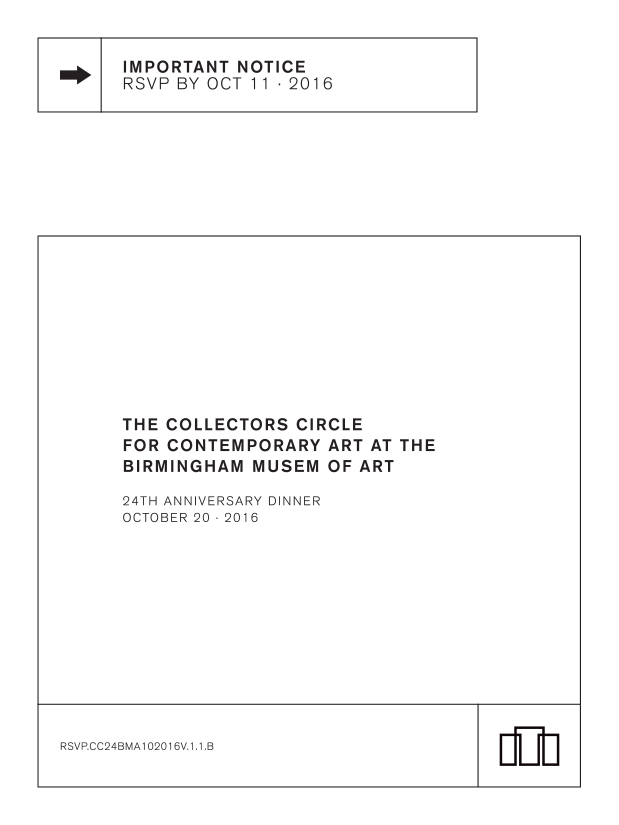 IMPORTANT NOTICE
RSVP BY OCT 11 · 2016
THE COLLECTORS CIRCLE
FOR CONTEMPORARY ART AT THE
BIRMINGHAM MUSEM OF ART
24TH ANNIVERSARY DINNER
OCTOBER 20 · 2016
RSVP.CC24BMA102016V.1.1.B